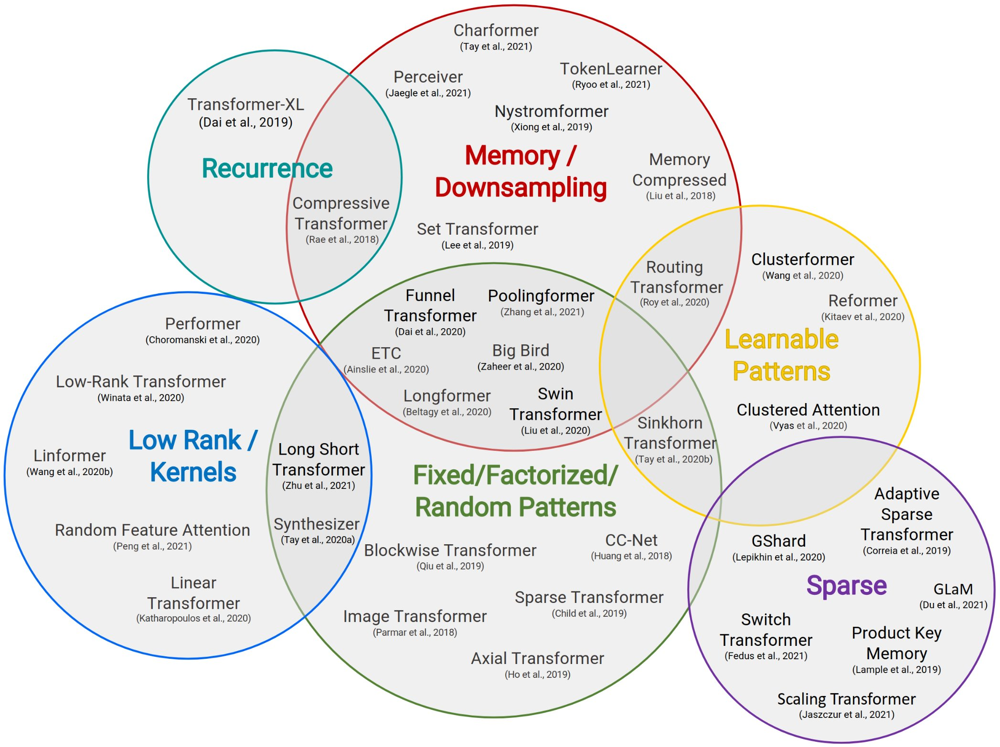 Charformer
(Tay et al., 2021)
TokenLearner
(Ryoo et al., 2021)
Perceiver
(Jaegle et al., 2021)
Nystromformer
(Xiong et al., 2019)
Memory /
Downsampling
Memory
Compressed
(Liu et al., 2018)
Set Transformer
(Lee et al., 2019)
Transformer-XL
(Dai et al., 2019)
Recurrence
Compressive
Transformer
(Rae et al., 2018)
Funnel
Transformer
(Dai et al., 2020)
Poolingformer
(Zhang et al., 2021)
ETC
(Ainslie et al., 2020)
Big Bird
(Zaheer et al., 2020)
Longformer
(Beltagy et al., 2020)
Swin
Transformer
(Liu et al., 2020)
Routing
Transformer
(Roy et al., 2020)
Clusterformer
(Wang et al., 2020)
Reformer
(Kitaev et al., 2020)
Learnable
Patterns
Clustered Attention
(Vyas et al., 2020)
Sinkhorn
Transformer
(Tay et al., 2020b)
Performer
(Choromanski et al., 2020)
Low-Rank Transformer
(Winata et al., 2020)
Low Rank /
Kernels
Linformer
(Wang et al., 2020b)
Random Feature Attention
(Peng et al., 2021)
Linear
Transformer
(Katharopoulos et al., 2020)
Long Short
Transformer
(Zhu et al., 2021)
Synthesizer
(Tay et al., 2020a)
Fixed/Factorized/
Random Patterns
Blockwise Transformer
(Qiu et al., 2019)
CC-Net
(Huang et al., 2018)
Sparse Transformer
(Child et al., 2019)
Image Transformer
(Parmar et al., 2018)
Axial Transformer
(Ho et al., 2019)
Adaptive
Sparse
Transformer
(Correia et al., 2019)
GShard
(Lepikhin et al., 2020)
Sparse
GLaM
(Du et al., 2021)
Switch
Transformer
(Fedus et al., 2021)
Product Key
Memory
(Lample et al., 2019)
Scaling Transformer
(Jaszczur et al., 2021)